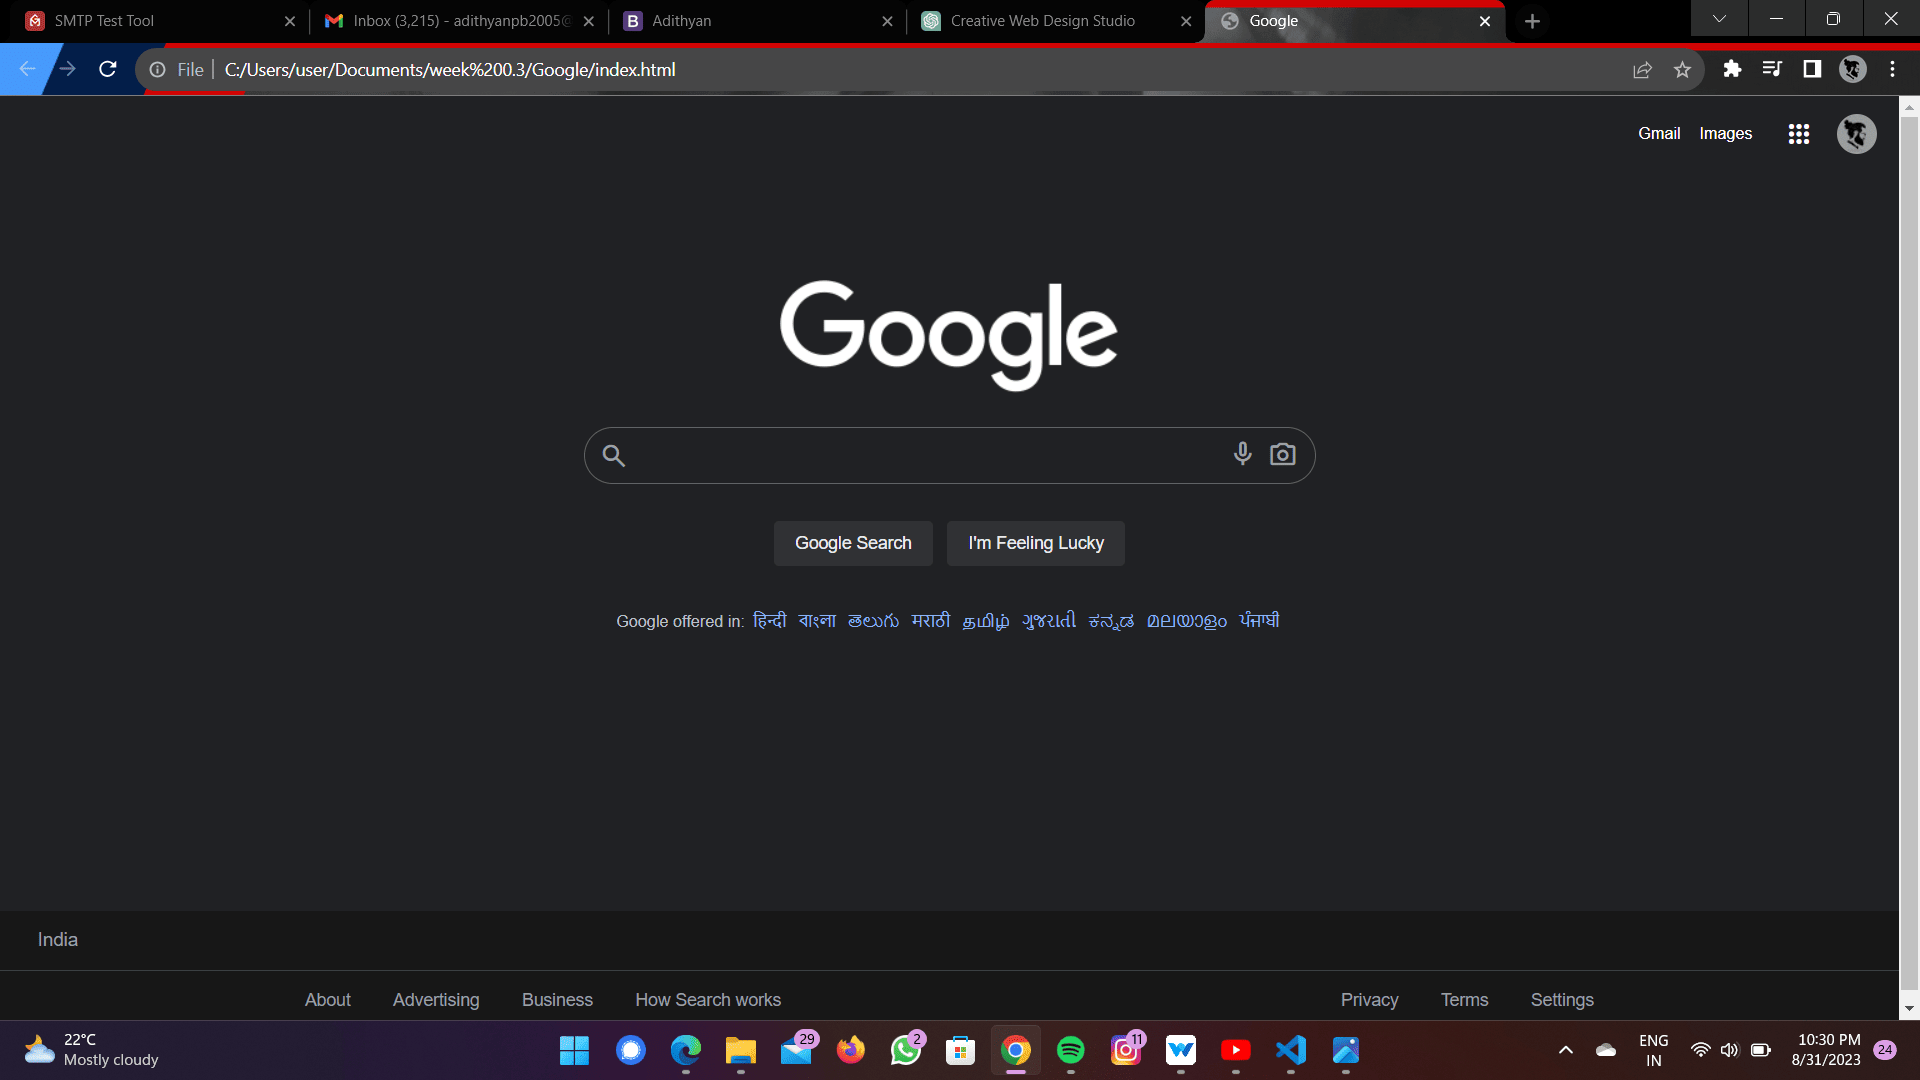 SMTP Test Tool
Inbox (3,215) - adithyanpb2005@
B Adithyan
Creative Web Design Studio
Google
File
C:/Users/user/Documents/week%200.3/Google/index.html
Gmail Images
Google
Google Search
I'm Feeling Lucky
Google offered in: हिन्दी বাংলা తెలుగు मराठी தமிழ் ગુજરાતી ಕನ್ನಡ മലയാളം ਪੰਜਾਬੀ
India
About Advertising Business How Search works Privacy Terms Settings
22°C
Mostly cloudy
29
2
11
ENG
IN
10:30 PM
8/31/2023
24